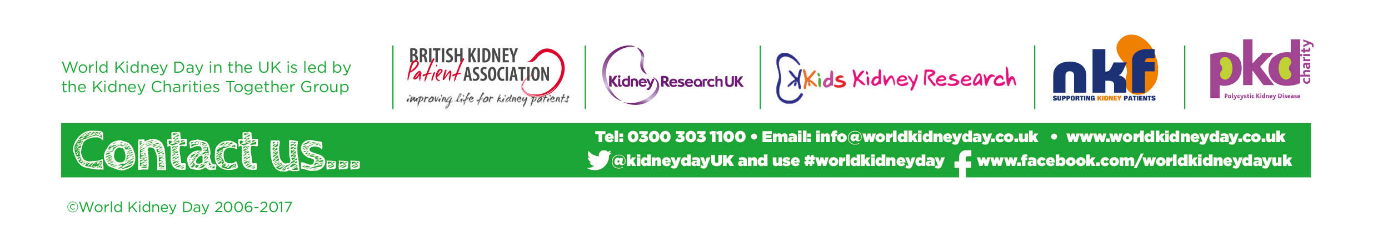 World Kidney Day in the UK is led by
the Kidney Charities Together Group
BRITISH KIDNEY
Patient ASSOCIATION
improving life for kidney patients
Kidney Research UK
Kids Kidney Research
nkf
SUPPORTING KIDNEY PATIENTS
pkd
charity
Polycystic Kidney Disease
Contact us...
Tel: 0300 303 1100 • Email: info@worldkidneyday.co.uk • www.worldkidneyday.co.uk
@kidneydayUK and use #worldkidneyday f www.facebook.com/worldkidneydayuk
©World Kidney Day 2006-2017